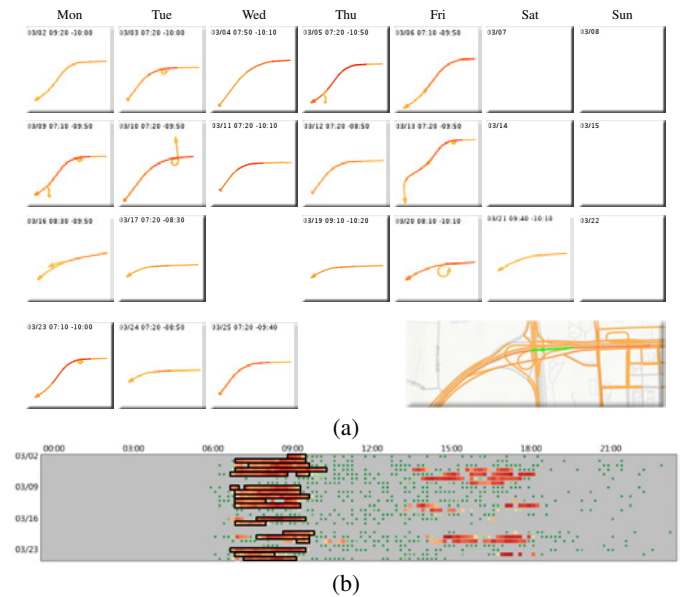 Mon Tue Wed Thu Fri Sat Sun
03/02 09:20 -10:00 03/03 07:20 -10:00 03/04 07:50 -10:10 03/05 07:20 -10:50 03/06 07:10 -09:50 03/07 03/08
03/09 07:10 -09:50 03/10 07:20 -09:50 03/11 07:20 -10:10 03/12 07:20 -08:50 03/13 07:20 -09:50 03/14 03/15
03/16 08:30 -09:50 03/17 07:20 -08:30 03/19 09:10 -10:20 03/20 08:10 -10:10 03/21 09:40 -10:10 03/22
03/23 07:10 -10:00 03/24 07:20 -08:50 03/25 07:20 -09:40
(a)
00:00 03:00 06:00 09:00 12:00 15:00 18:00 21:00
03/02
03/09
03/16
03/23
(b)